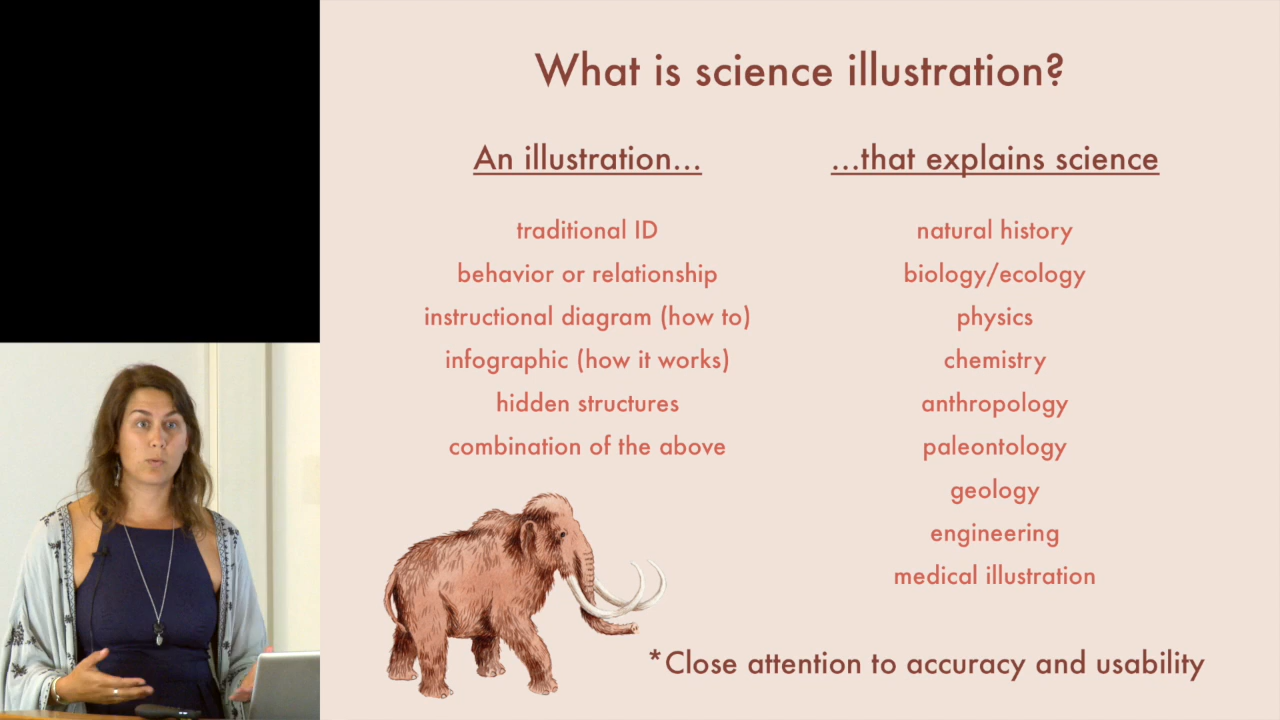 What is science illustration?
An illustration...
traditional ID
behavior or relationship
instructional diagram (how to)
infographic (how it works)
hidden structures
combination of the above
...that explains science
natural history
biology/ecology
physics
chemistry
anthropology
paleontology
geology
engineering
medical illustration
*Close attention to accuracy and usability